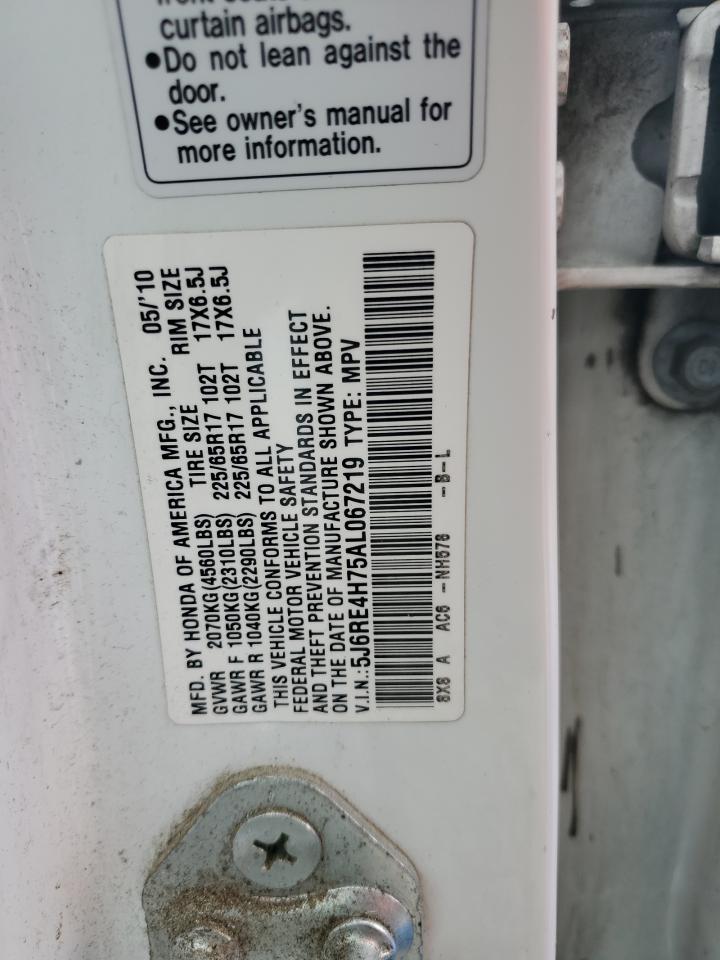 curtain airbags.
●Do not lean against the
door.
●See owner's manual for
more information.
MFD. BY HONDA OF AMERICA MFG., INC. 05/'10
GVWR 2070KG(4560LBS) TIRE SIZE RIM SIZE
GAWR F 1050KG(2310LBS) 225/65R17 102T 17X6.5J
GAWR R 1040KG(2290LBS) 225/65R17 102T 17X6.5J
THIS VEHICLE CONFORMS TO ALL APPLICABLE
FEDERAL MOTOR VEHICLE SAFETY
AND THEFT PREVENTION STANDARDS IN EFFECT
ON THE DATE OF MANUFACTURE SHOWN ABOVE.
V.I.N.:5J6RE4H75AL067219 TYPE: MPV
8X8 A AC6 -NH578 -B-L